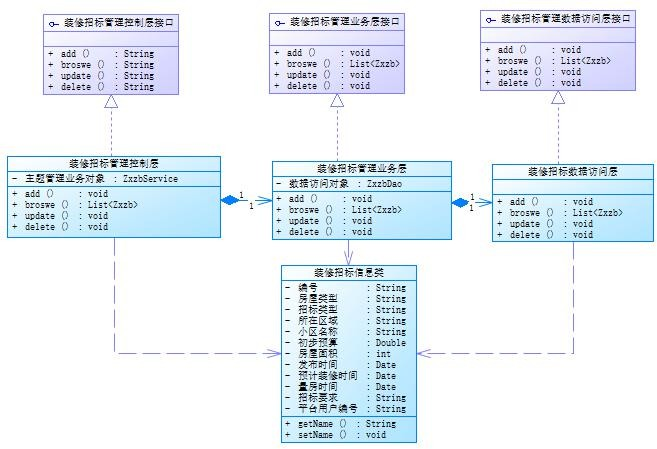 装修招标管理控制层接口
+ add () : String
+ broswe () : String
+ update () : String
+ delete () : String
装修招标管理业务层接口
+ add () : void
+ broswe () : List<Zxzb>
+ update () : void
+ delete () : void
装修招标管理数据访问层接口
+ add () : void
+ broswe () : List<Zxzb>
+ update () : void
+ delete () : void
装修招标管理控制层
- 主题管理业务对象 : ZxzbService
+ add () : void
+ broswe () : List<Zxzb>
+ update () : void
+ delete () : void
1
1
装修招标管理业务层
- 数据访问对象 : ZxzbDao
+ add () : void
+ broswe () : List<Zxzb>
+ update () : void
+ delete () : void
1
1
装修招标数据访问层
+ add () : void
+ broswe () : List<Zxzb>
+ update () : void
+ delete () : void
装修招标信息类
- 编号 : String
- 房屋类型 : String
- 招标类型 : String
- 所在区域 : String
- 小区名称 : String
- 初步预算 : Double
- 房屋面积 : int
- 发布时间 : Date
- 预计装修时间 : Date
- 量房时间 : Date
- 招标要求 : String
- 平台用户编号 : String
+ getName () : String
+ setName () : void